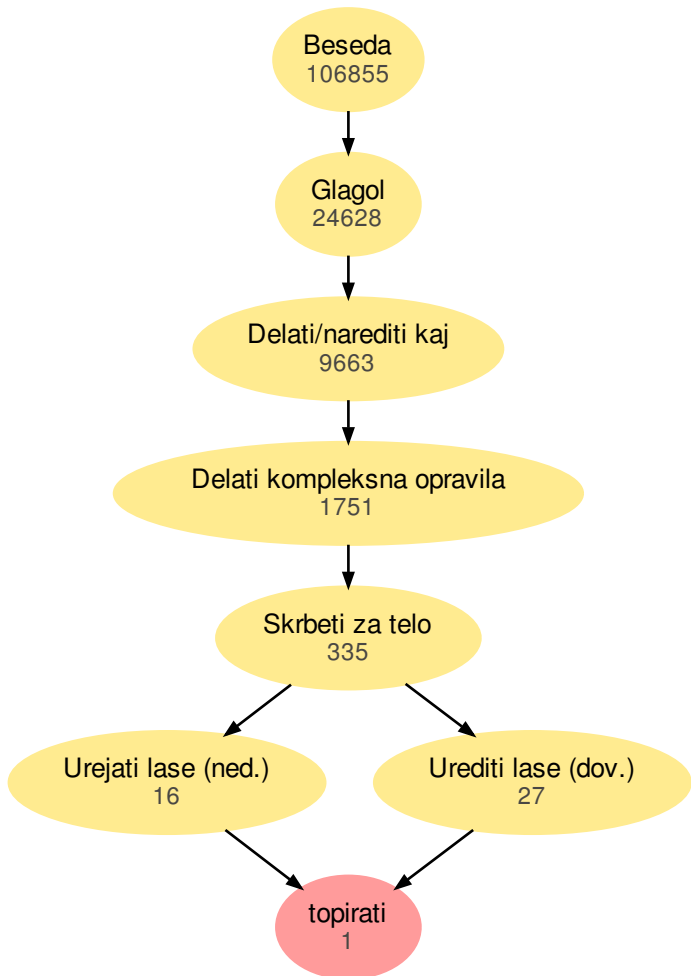 Beseda
106855
Glagol
24628
Delati/narediti kaj
9663
Delati kompleksna opravila
1751
Skrbeti za telo
335
Urejati lase (ned.)
16
Urediti lase (dov.)
27
topirati
1